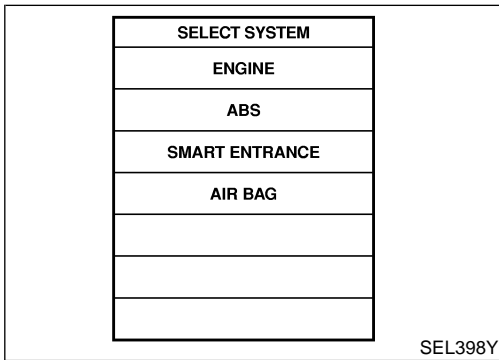 SELECT SYSTEM
ENGINE
ABS
SMART ENTRANCE
AIR BAG
SEL398Y